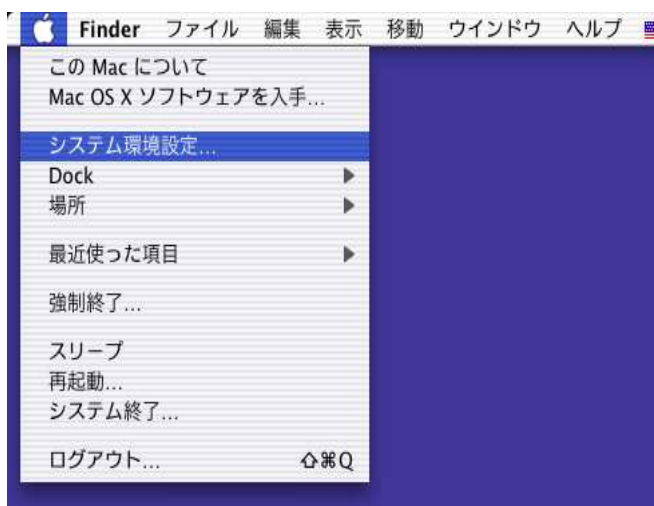 Finder ファイル 編集 表示 移動 ウインドウ ヘルプ
この Mac について
Mac OS X ソフトウェアを入手...
システム環境設定...
Dock
場所
最近使った項目
強制終了...
スリープ
再起動...
システム終了...
ログアウト... ⇧⌘Q